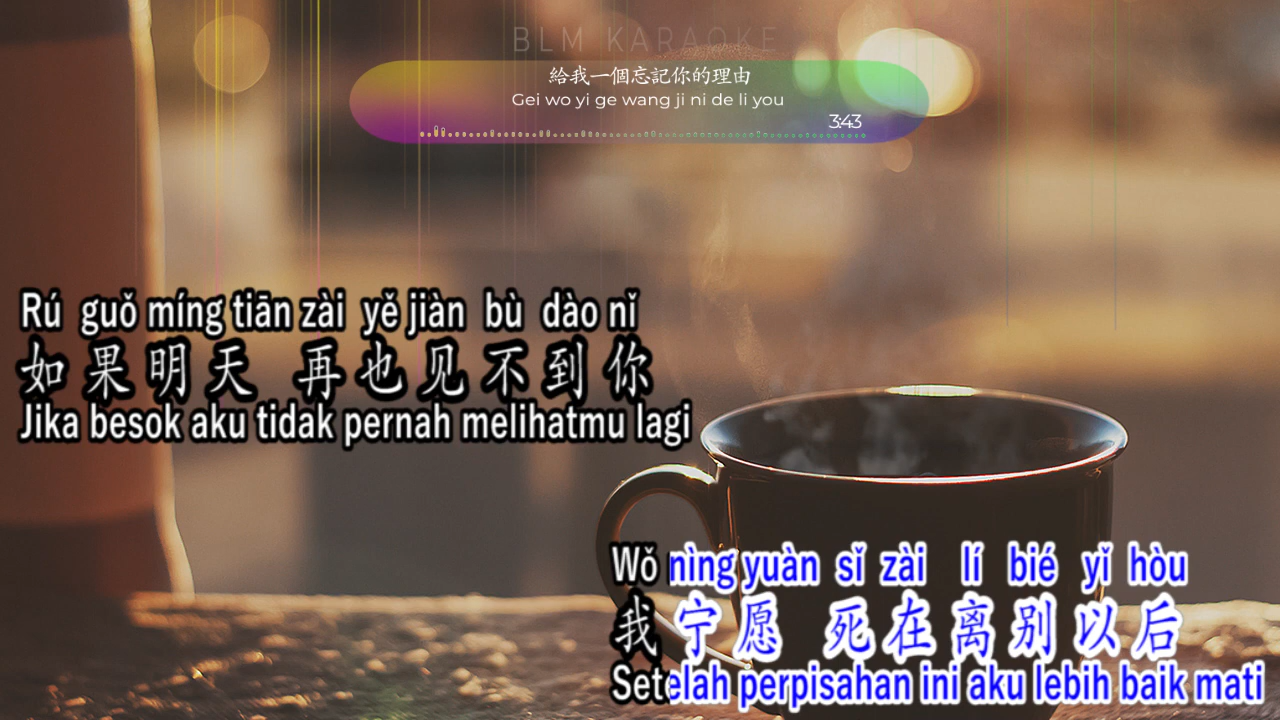 BLM KARAOKE
給我一個忘記你的理由
Gei wo yi ge wang ji ni de li you
3:43
Rú guǒ míng tiān zài yě jiàn bù dào nǐ
如果明天 再也见不到你
Jika besok aku tidak pernah melihatmu lagi
Wǒ nìng yuàn sǐ zài lí bié yǐ hòu
我宁愿 死在离别以后
Setelah perpisahan ini aku lebih baik mati